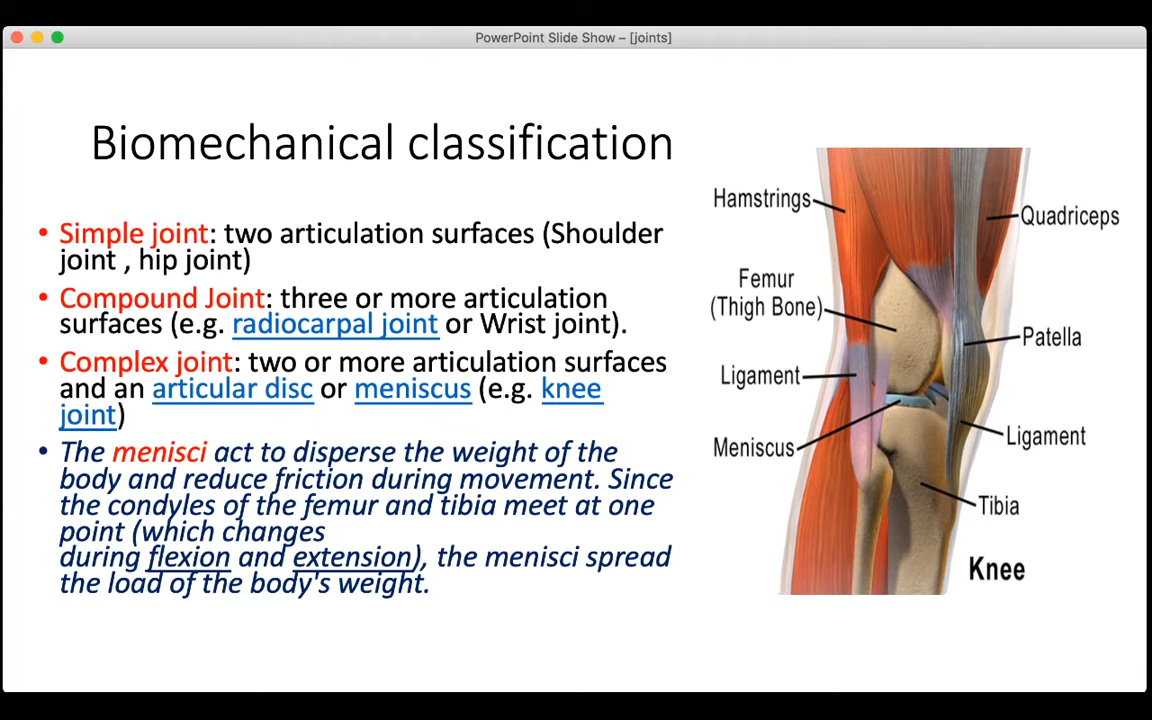 PowerPoint Slide Show – [joints]
Biomechanical classification
• Simple joint: two articulation surfaces (Shoulder
joint , hip joint)
• Compound Joint: three or more articulation
surfaces (e.g. radiocarpal joint or Wrist joint).
• Complex joint: two or more articulation surfaces
and an articular disc or meniscus (e.g. knee
joint)
• The menisci act to disperse the weight of the
body and reduce friction during movement. Since
the condyles of the femur and tibia meet at one
point (which changes
during flexion and extension), the menisci spread
the load of the body's weight.
Hamstrings
Quadriceps
Femur
(Thigh Bone)
Patella
Ligament
Meniscus
Ligament
Tibia
Knee